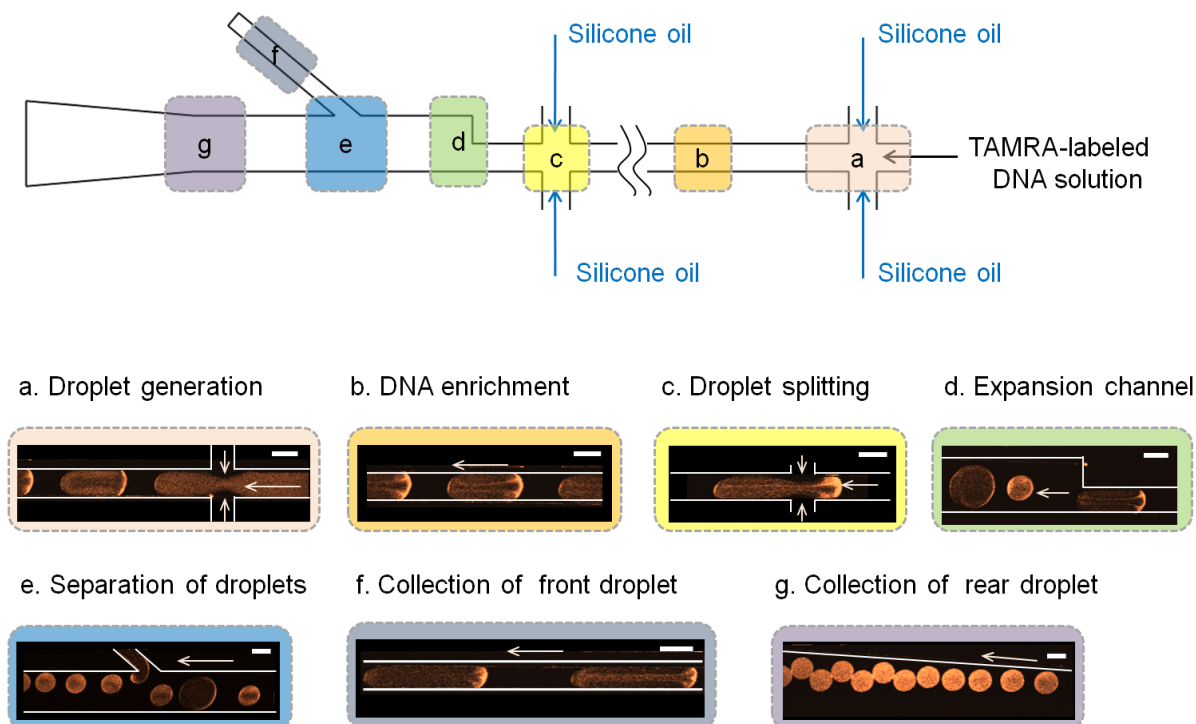 Silicone oil
Silicone oil
f
g
e
d
c
b
a
TAMRA-labeled
DNA solution
Silicone oil
Silicone oil
a. Droplet generation
b. DNA enrichment
c. Droplet splitting
d. Expansion channel
e. Separation of droplets
f. Collection of front droplet
g. Collection of rear droplet